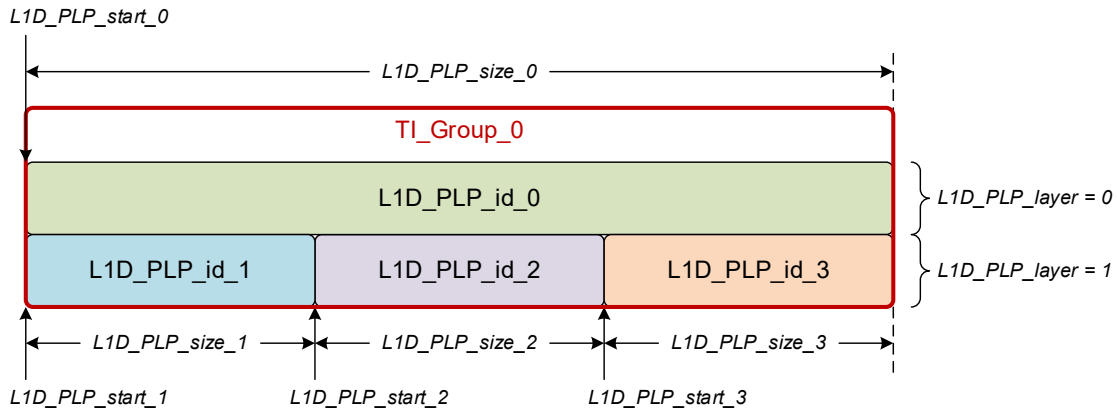 L1D_PLP_start_0
L1D_PLP_size_0
TI_Group_0
L1D_PLP_id_0
L1D_PLP_layer = 0
L1D_PLP_id_1
L1D_PLP_id_2
L1D_PLP_id_3
L1D_PLP_layer = 1
L1D_PLP_size_1
L1D_PLP_size_2
L1D_PLP_size_3
L1D_PLP_start_1
L1D_PLP_start_2
L1D_PLP_start_3